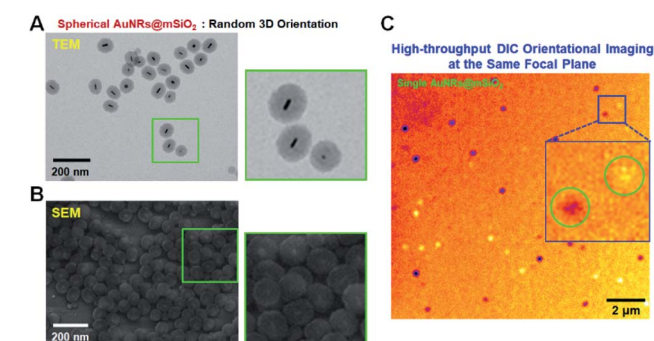 A
Spherical AuNRs@mSiO₂ : Random 3D Orientation
TEM
200 nm
B
SEM
200 nm
C
High-throughput DIC Orientational Imaging
at the Same Focal Plane
Single AuNRs@mSiO₂
2 μm